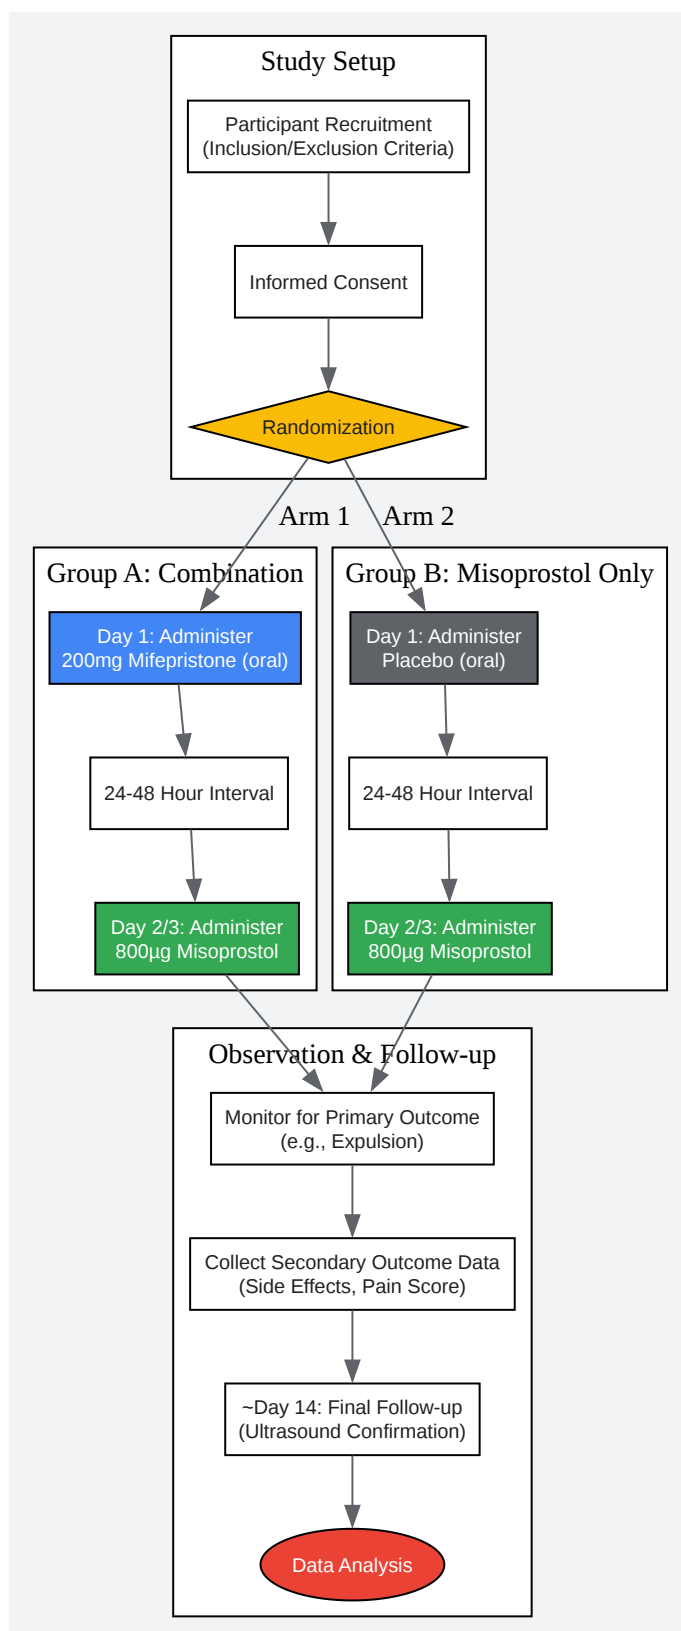 Study Setup
Participant Recruitment
(Inclusion/Exclusion Criteria)
Informed Consent
Randomization
Arm 1
Arm 2
Group A: Combination
Day 1: Administer
200mg Mifepristone (oral)
24-48 Hour Interval
Day 2/3: Administer
800µg Misoprostol
Group B: Misoprostol Only
Day 1: Administer
Placebo (oral)
24-48 Hour Interval
Day 2/3: Administer
800µg Misoprostol
Observation & Follow-up
Monitor for Primary Outcome
(e.g., Expulsion)
Collect Secondary Outcome Data
(Side Effects, Pain Score)
~Day 14: Final Follow-up
(Ultrasound Confirmation)
Data Analysis